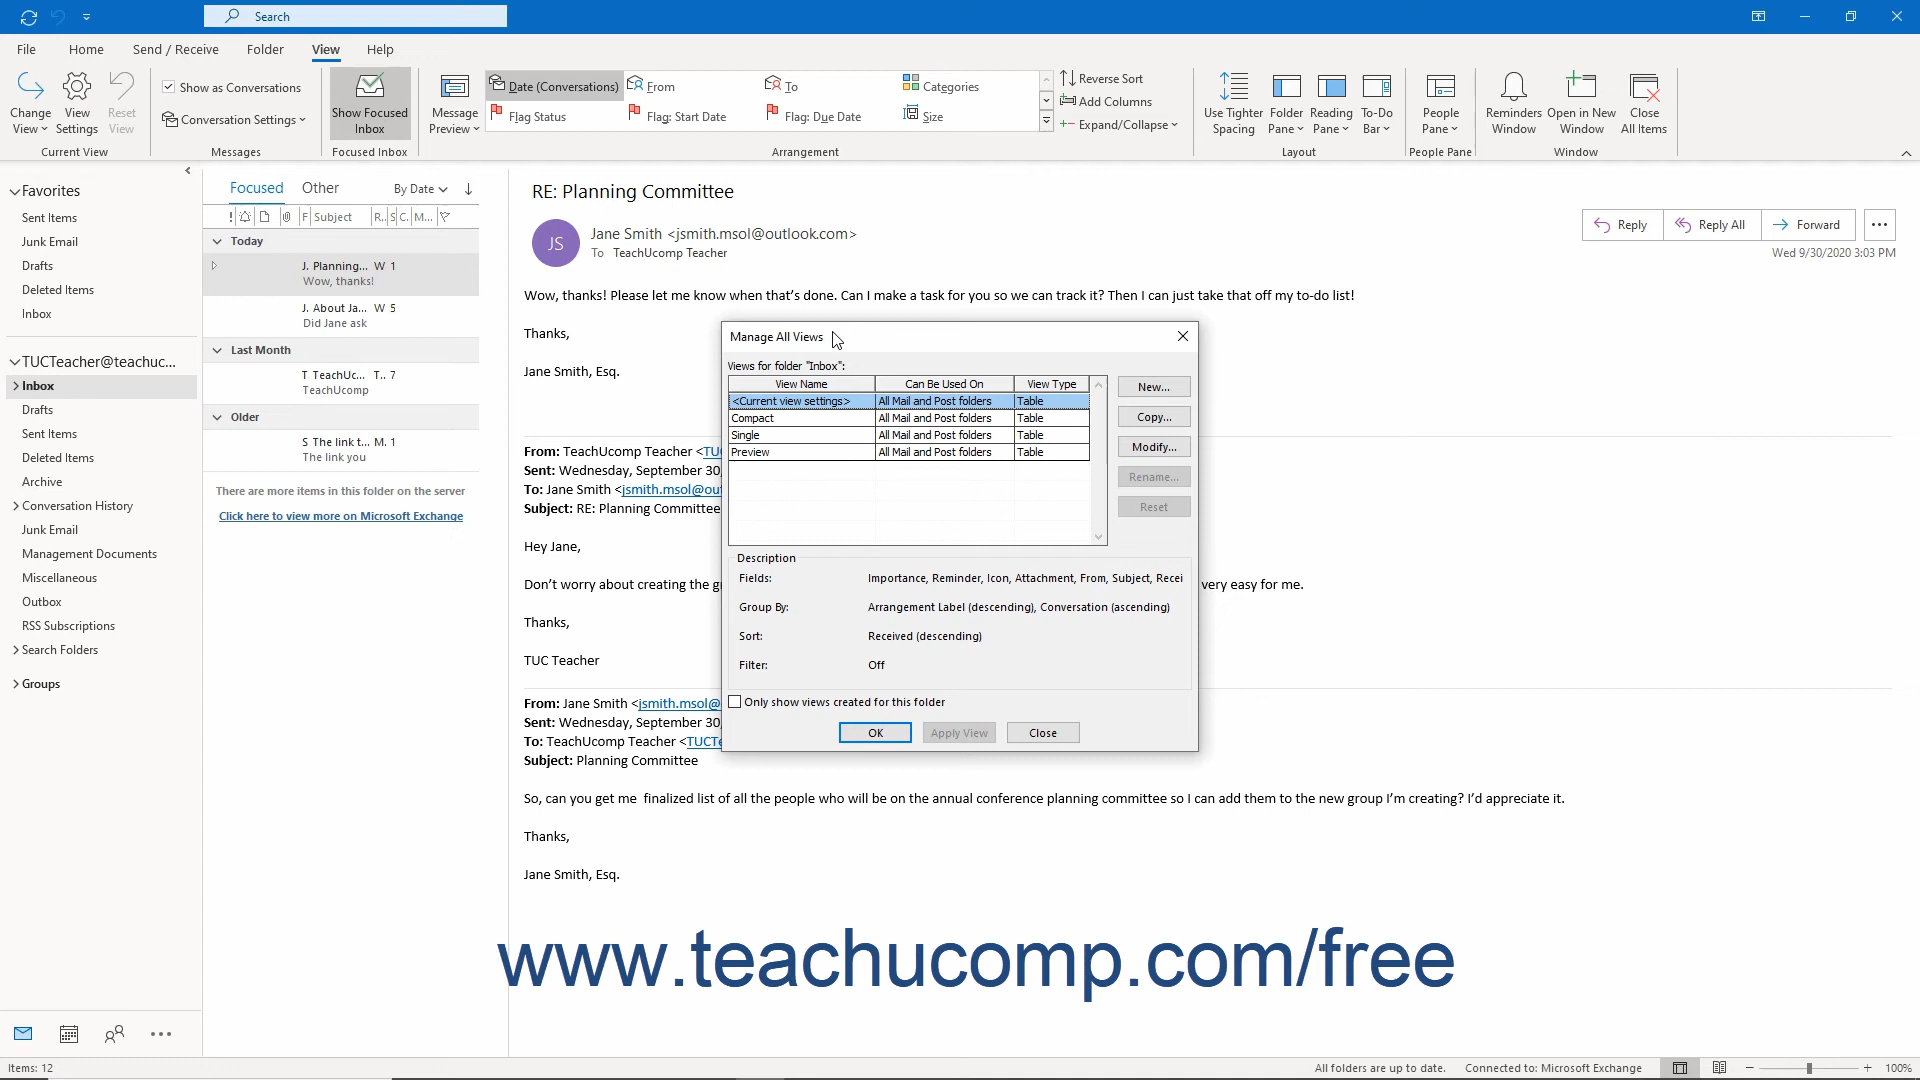 Search
File Home Send / Receive Folder View Help
Change View
View Settings
Reset View
Current View
Show as Conversations
Conversation Settings
Messages
Show Focused Inbox
Focused Inbox
Message Preview
Date (Conversations) From To Categories
Flag Status Flag: Start Date Flag: Due Date Size
Reverse Sort
Add Columns
Expand/Collapse
Arrangement
Use Tighter Spacing
Folder Pane
Reading Pane
To-Do Bar
Layout
People Pane
People Pane
Reminders Window
Open in New Window
Close All Items
Window
Favorites
Sent Items
Junk Email
Drafts
Deleted Items
Inbox
TUCTeacher@teachuc...
Inbox
Drafts
Sent Items
Deleted Items
Archive
Conversation History
Junk Email
Management Documents
Miscellaneous
Outbox
RSS Subscriptions
Search Folders
Groups
Focused Other By Date
! F Subject R.. S C. M...
Today
J. Planning... W 1
Wow, thanks!
J. About Ja... W 5
Did Jane ask
Last Month
T TeachUc... T.. 7
TeachUcomp
Older
S The link t... M. 1
The link you
There are more items in this folder on the server
Click here to view more on Microsoft Exchange
RE: Planning Committee
JS
Jane Smith <jsmith.msol@outlook.com>
To TeachUcomp Teacher
Reply Reply All Forward
Wed 9/30/2020 3:03 PM
Wow, thanks! Please let me know when that's done. Can I make a task for you so we can track it? Then I can just take that off my to-do list!
Thanks,
Jane Smith, Esq.
From: TeachUcomp Teacher <TU
Sent: Wednesday, September 30,
To: Jane Smith <jsmith.msol@out
Subject: RE: Planning Committee
Hey Jane,
Don't worry about creating the g very easy for me.
Thanks,
TUC Teacher
From: Jane Smith <jsmith.msol@
Sent: Wednesday, September 30,
To: TeachUcomp Teacher <TUCTe
Subject: Planning Committee
So, can you get me finalized list of all the people who will be on the annual conference planning committee so I can add them to the new group I'm creating? I'd appreciate it.
Thanks,
Jane Smith, Esq.
Manage All Views
Views for folder "Inbox":
View Name Can Be Used On View Type
<Current view settings> All Mail and Post folders Table
Compact All Mail and Post folders Table
Single All Mail and Post folders Table
Preview All Mail and Post folders Table
New...
Copy...
Modify...
Rename...
Reset
Description
Fields: Importance, Reminder, Icon, Attachment, From, Subject, Recei
Group By: Arrangement Label (descending), Conversation (ascending)
Sort: Received (descending)
Filter: Off
Only show views created for this folder
OK Apply View Close
www.teachucomp.com/free
Items: 12
All folders are up to date. Connected to: Microsoft Exchange
100%